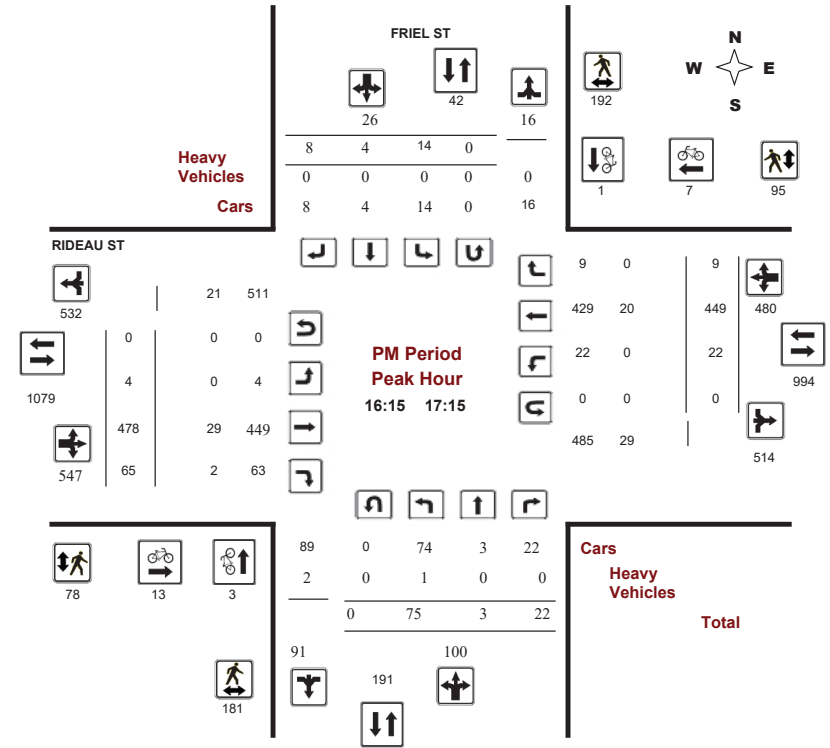 FRIEL ST
N
W E
S
42
192
26
16
8 4 14 0
Heavy
Vehicles
0 0 0 0 0
Cars
8 4 14 0 16
1 7 95
RIDEAU ST
532
21 511
9 0 9
429 20 449 480
0 0 0
PM Period
Peak Hour
16:15 17:15
22 0 22
994
1079
4 0 4
0 0 0
478 29 449
485 29
514
547
65 2 63
89 0 74 3 22
Cars
2 0 1 0 0
Heavy
Vehicles
78 13 3
0 75 3 22
Total
91
100
191
181